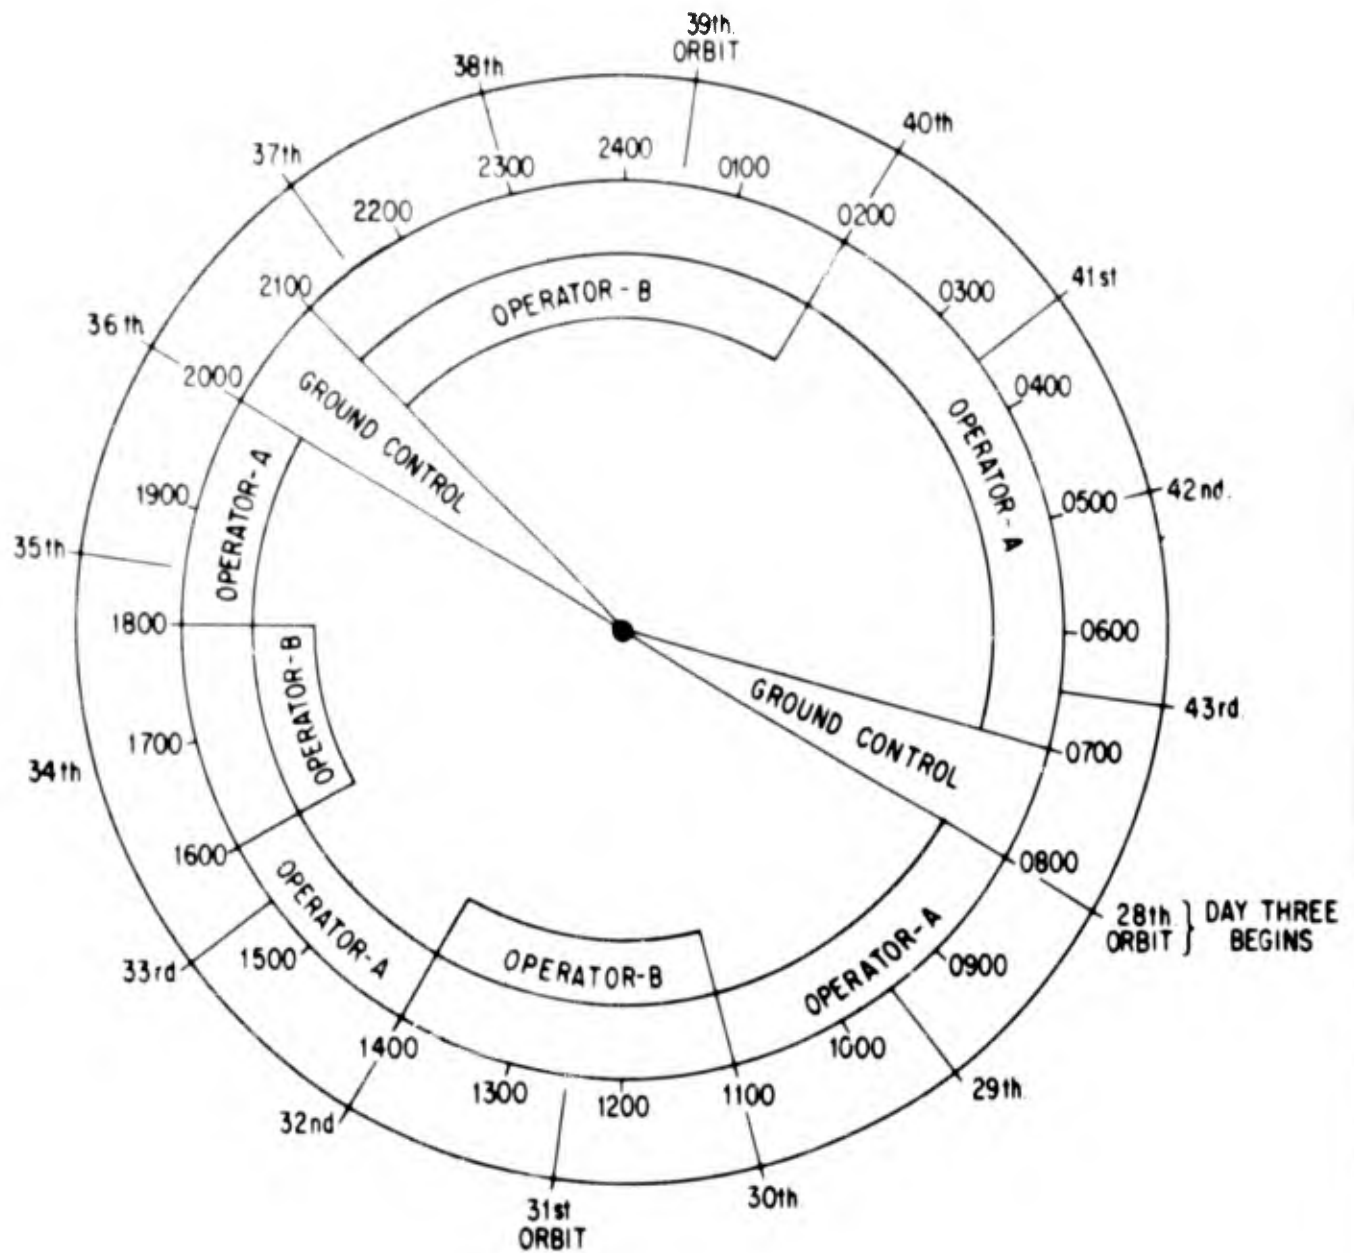 39th.
ORBIT
38th
40th
37th
2300
2400
0100
2200
0200
41st
2100
OPERATOR - B
0300
36th
2000
GROUND CONTROL
0400
OPERATOR - A
1900
OPERATOR - A
0500
42nd.
35th
1800
0600
OPERATOR-B
GROUND CONTROL
43rd.
1700
0700
34th
1600
0800
28th
ORBIT
DAY THREE
BEGINS
OPERATOR-A
OPERATOR-A
0900
33rd
1500
OPERATOR-B
1000
1400
29th.
1300
1200
1100
32nd
30th
31st
ORBIT